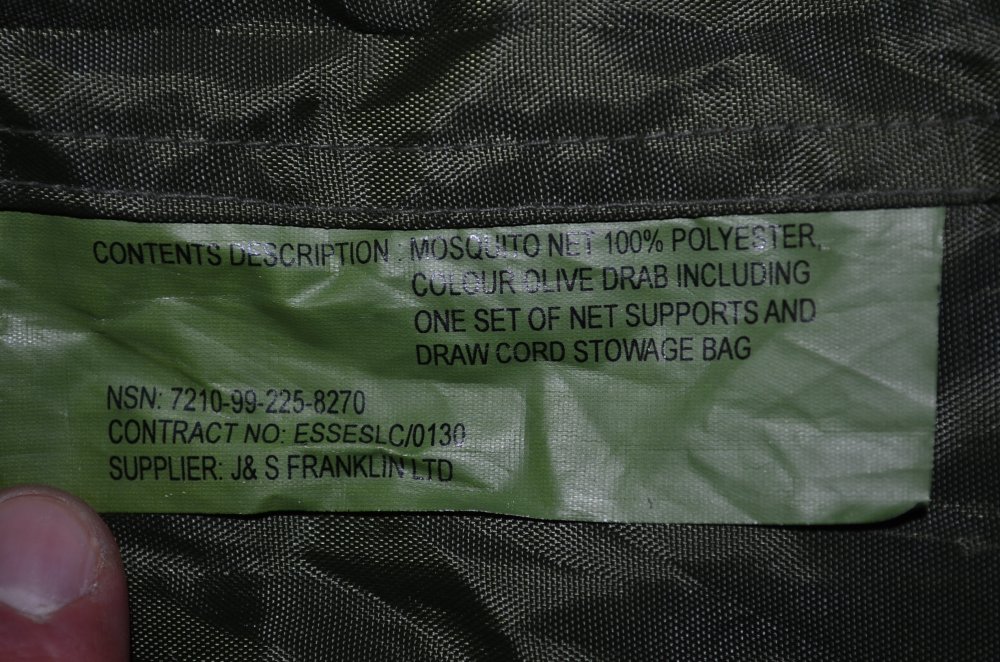 CONTENTS DESCRIPTION : MOSQUITO NET 100% POLYESTER,
COLOUR OLIVE DRAB INCLUDING
ONE SET OF NET SUPPORTS AND
DRAW CORD STOWAGE BAG
NSN: 7210-99-225-8270
CONTRACT NO: ESSESLC/0130
SUPPLIER: J& S FRANKLIN LTD